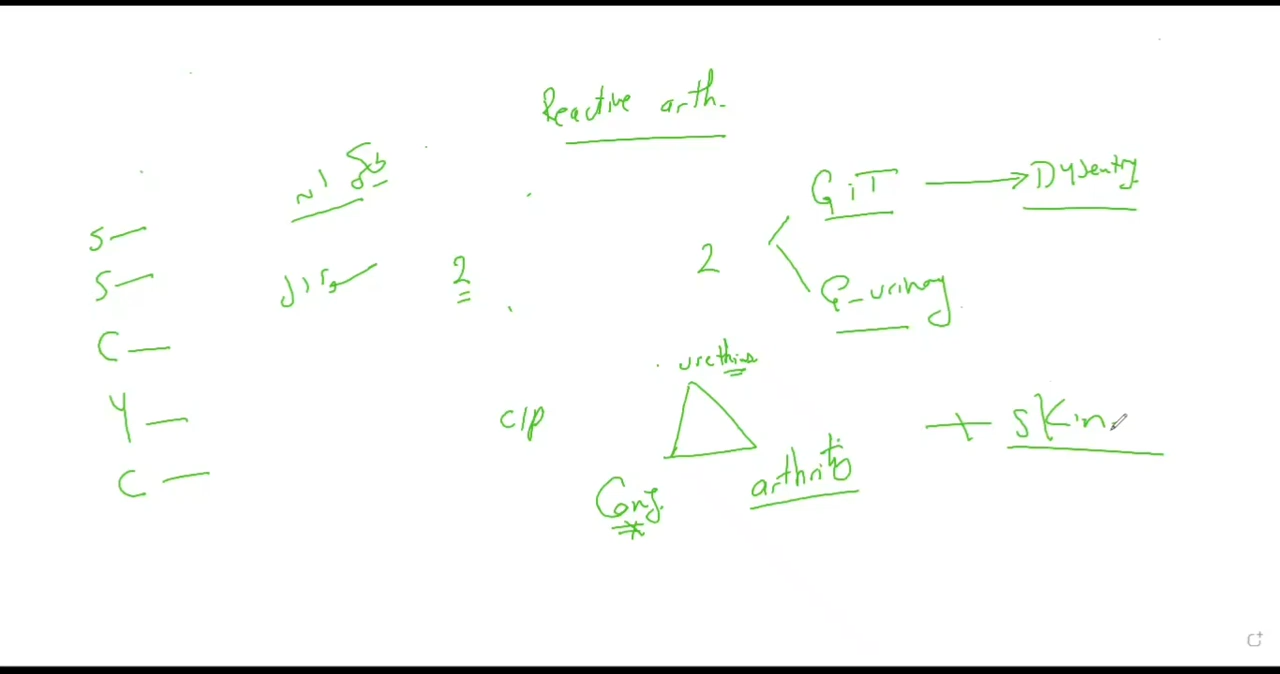 Reactive arth.
GiT → Dysentry
S—
S—
2
2
G-urinary
C—
urethritis
Y—
c/p
+ Skin
arthritis
C—
Conj.